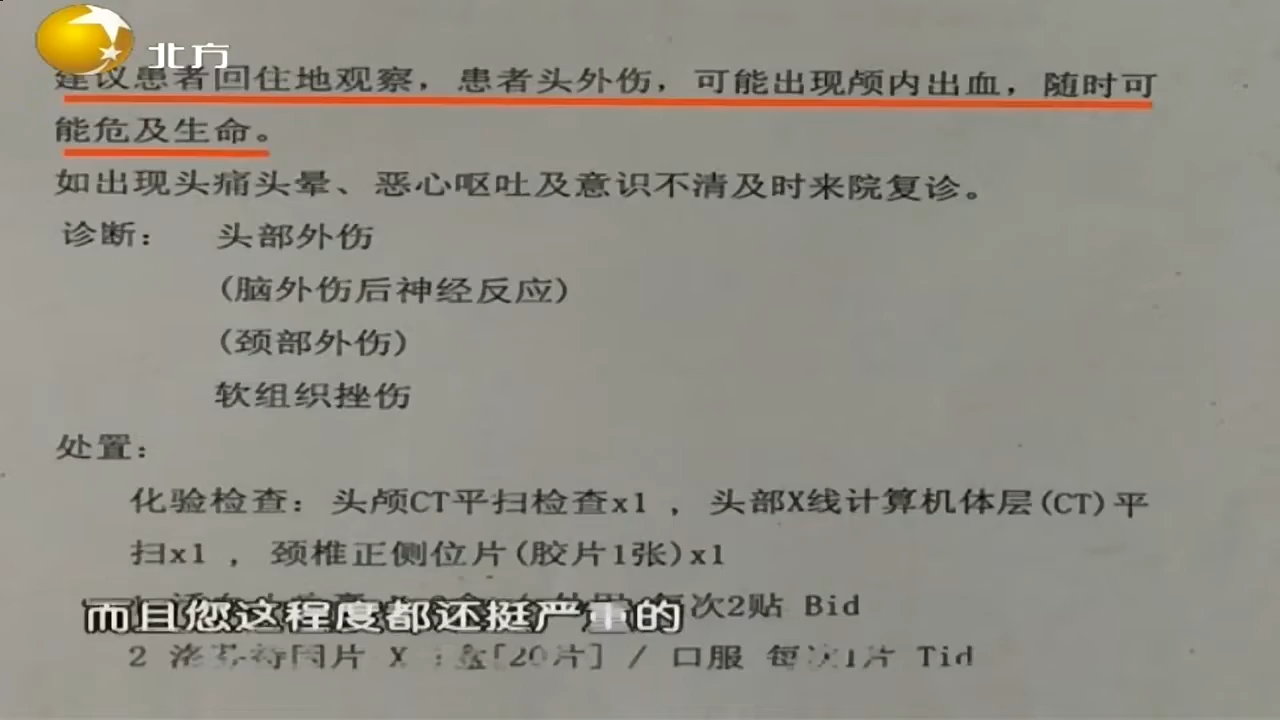 北方
建议患者回住地观察，患者头外伤，可能出现颅内出血，随时可
能危及生命。
如出现头痛头晕、恶心呕吐及意识不清及时来院复诊。
诊断： 头部外伤
(脑外伤后神经反应)
(颈部外伤)
软组织挫伤
处置：
化验检查：头颅CT平扫检查x1 ，头部X线计算机体层(CT)平
扫x1 ，颈椎正侧位片(胶片1张)x1
每次2贴 Bid
而且您这程度都还挺严重的
2 片 X [20片] / 口服 每次1片 Tid